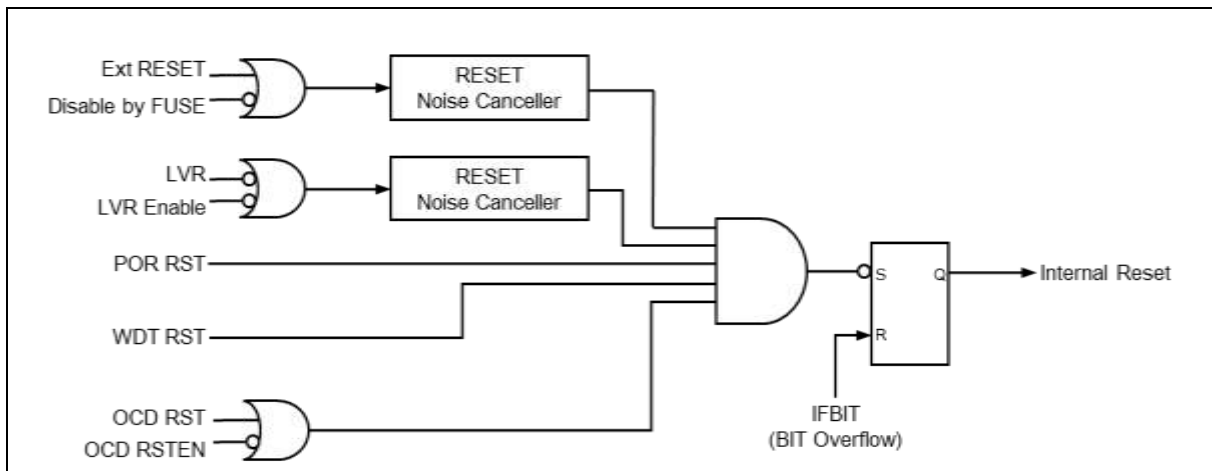 Ext RESET
Disable by FUSE
RESET
Noise Canceller
LVR
LVR Enable
RESET
Noise Canceller
POR RST
WDT RST
OCD RST
OCD RSTEN
S
Q
R
Internal Reset
IFBIT
(BIT Overflow)